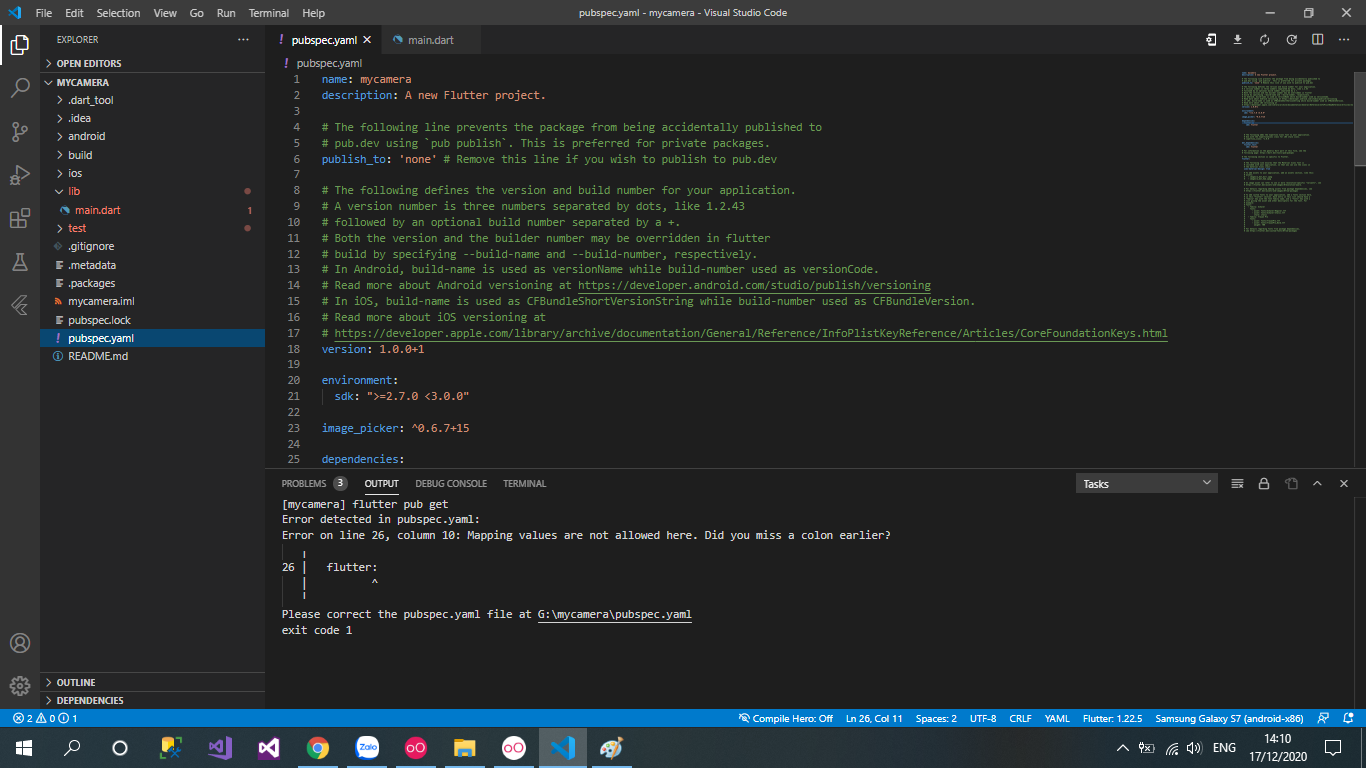 File Edit Selection View Go Run Terminal Help
pubspec.yaml - mycamera - Visual Studio Code
EXPLORER
OPEN EDITORS
MYCAMERA
.dart_tool
.idea
android
build
ios
lib
main.dart 1
test
.gitignore
.metadata
.packages
mycamera.iml
pubspec.lock
! pubspec.yaml
README.md
OUTLINE
DEPENDENCIES
! pubspec.yaml
main.dart
! pubspec.yaml
1 name: mycamera
2 description: A new Flutter project.
3
4 # The following line prevents the package from being accidentally published to
5 # pub.dev using `pub publish`. This is preferred for private packages.
6 publish_to: 'none' # Remove this line if you wish to publish to pub.dev
7
8 # The following defines the version and build number for your application.
9 # A version number is three numbers separated by dots, like 1.2.43
10 # followed by an optional build number separated by a +.
11 # Both the version and the builder number may be overridden in flutter
12 # build by specifying --build-name and --build-number, respectively.
13 # In Android, build-name is used as versionName while build-number used as versionCode.
14 # Read more about Android versioning at https://developer.android.com/studio/publish/versioning
15 # In iOS, build-name is used as CFBundleShortVersionString while build-number used as CFBundleVersion.
16 # Read more about iOS versioning at
17 # https://developer.apple.com/library/archive/documentation/General/Reference/InfoPlistKeyReference/Articles/CoreFoundationKeys.html
18 version: 1.0.0+1
19
20 environment:
21 sdk: ">=2.7.0 <3.0.0"
22
23 image_picker: ^0.6.7+15
24
25 dependencies:
PROBLEMS 3 OUTPUT DEBUG CONSOLE TERMINAL
Tasks
[mycamera] flutter pub get
Error detected in pubspec.yaml:
Error on line 26, column 10: Mapping values are not allowed here. Did you miss a colon earlier?
26 | flutter:
^
Please correct the pubspec.yaml file at G:\mycamera\pubspec.yaml
exit code 1
2 0 1
Compile Hero: Off Ln 26, Col 11 Spaces: 2 UTF-8 CRLF YAML Flutter: 1.22.5 Samsung Galaxy S7 (android-x86)
Zalo
ENG
14:10
17/12/2020